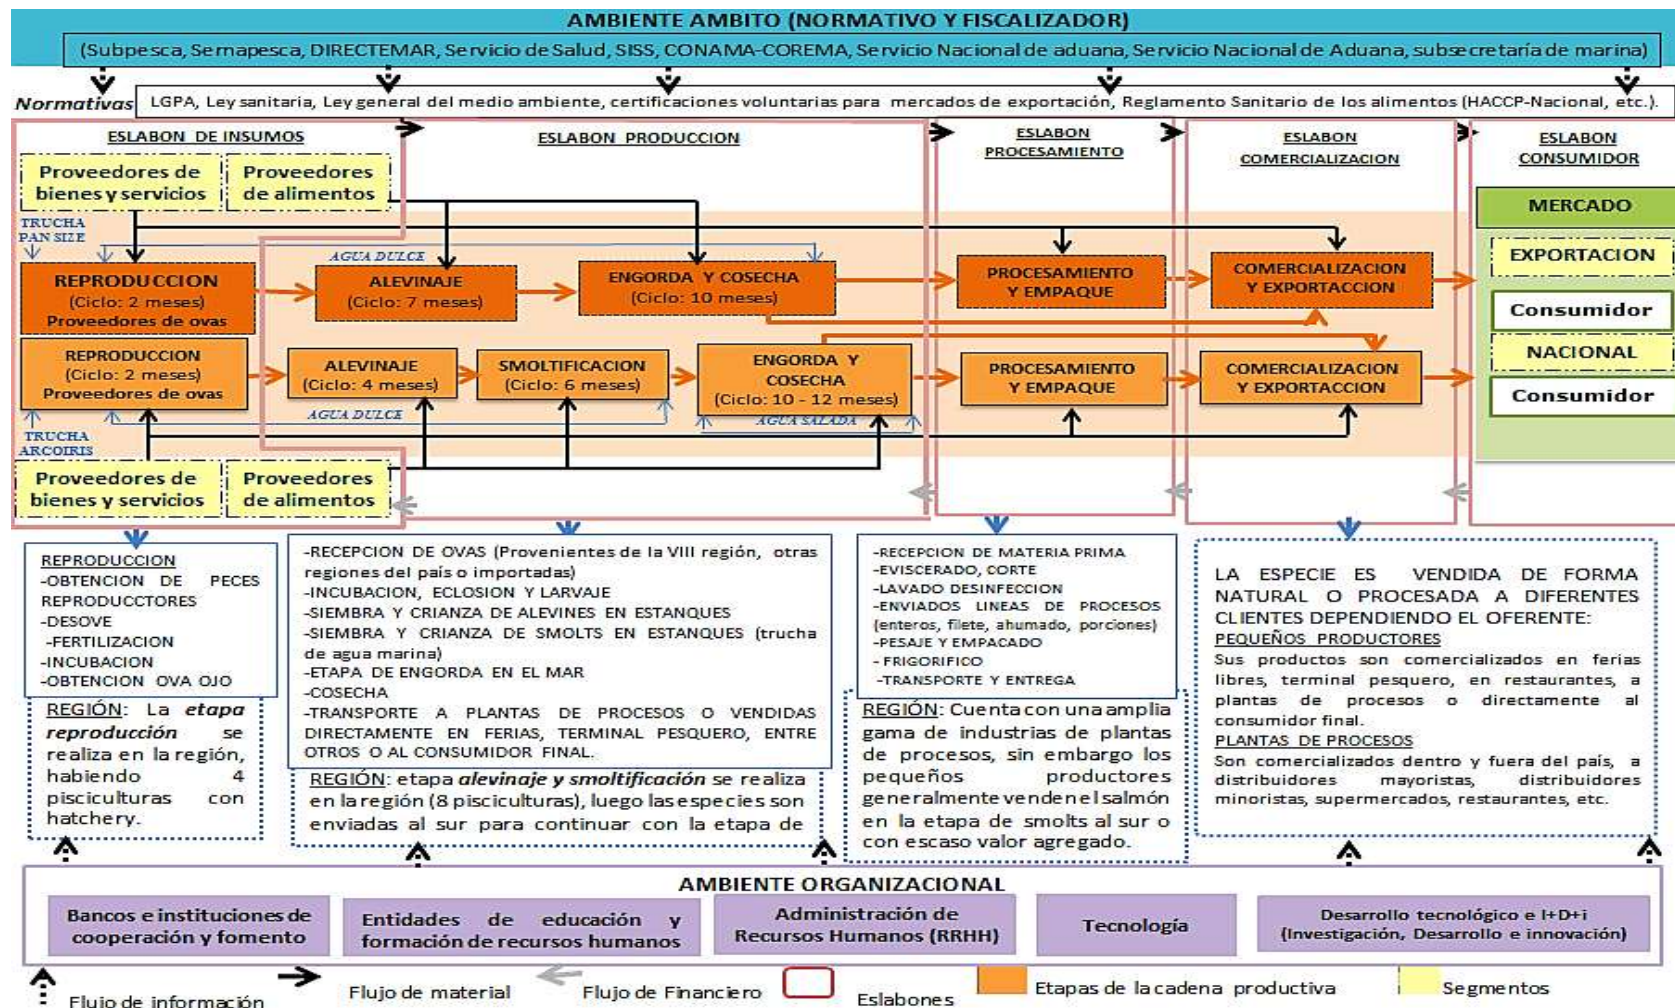 AMBIENTE AMBITO (NORMATIVO Y FISCALIZADOR)
(Subpesca, Sernapesca, DIRECTEMAR, Servicio de Salud, SISS, CONAMA-COREMA, Servicio Nacional de aduana, Servicio Nacional de Aduana, subsecretaría de marina)
Normativas
LGPA, Ley sanitaria, Ley general del medio ambiente, certificaciones voluntarias para mercados de exportación, Reglamento Sanitario de los alimentos (HACCP-Nacional, etc.).
ESLABON DE INSUMOS
ESLABON PRODUCCION
ESLABON
PROCESAMIENTO
ESLABON
COMERCIALIZACION
ESLABON
CONSUMIDOR
Proveedores de
bienes y servicios
Proveedores
de alimentos
TRUCHA
PAN SIZE
AGUA DULCE
REPRODUCCION
(Ciclo: 2 meses)
Proveedores de ovas
ALEVINAJE
(Ciclo: 7 meses)
ENGORDA Y COSECHA
(Ciclo: 10 meses)
PROCESAMIENTO
Y EMPAQUE
COMERCIALIZACION
Y EXPORTACCION
MERCADO
EXPORTACION
Consumidor
NACIONAL
Consumidor
REPRODUCCION
(Ciclo: 2 meses)
Proveedores de ovas
ALEVINAJE
(Ciclo: 4 meses)
SMOLTIFICACION
(Ciclo: 6 meses)
ENGORDA Y
COSECHA
(Ciclo: 10 - 12 meses)
PROCESAMIENTO
Y EMPAQUE
COMERCIALIZACION
Y EXPORTACCION
AGUA DULCE
AGUA SALADA
TRUCHA
ARCOIRIS
Proveedores de
bienes y servicios
Proveedores
de alimentos
REPRODUCCION
-OBTENCION DE PECES
REPRODUCCTORES
-DESOVE
-FERTILIZACION
-INCUBACION
-OBTENCION OVA OJO
REGIÓN: La etapa
reproducción se
realiza en la región,
habiendo 4
pisciculturas con
hatchery.
-RECEPCION DE OVAS (Provenientes de la VIII región, otras
regiones del país o importadas)
-INCUBACION, ECLOSION Y LARVAJE
-SIEMBRA Y CRIANZA DE ALEVINES EN ESTANQUES
-SIEMBRA Y CRIANZA DE SMOLTS EN ESTANQUES (trucha
de agua marina)
-ETAPA DE ENGORDA EN EL MAR
-COSECHA
-TRANSPORTE A PLANTAS DE PROCESOS O VENDIDAS
DIRECTAMENTE EN FERIAS, TERMINAL PESQUERO, ENTRE
OTROS O AL CONSUMIDOR FINAL.
REGIÓN: etapa alevinaje y smoltificación se realiza
en la región (8 pisciculturas), luego las especies son
enviadas al sur para continuar con la etapa de
-RECEPCION DE MATERIA PRIMA
-EVISCERADO, CORTE
-LAVADO DESINFECCION
-ENVIADOS LINEAS DE PROCESOS
(enteros, filete, ahumado, porciones)
-PESAJE Y EMPACADO
-FRIGORIFICO
-TRANSPORTE Y ENTREGA
REGIÓN: Cuenta con una amplia
gama de industrias de plantas
de procesos, sin embargo los
pequeños productores
generalmente venden el salmón
en la etapa de smolts al sur o
con escaso valor agregado.
LA ESPECIE ES VENDIDA DE FORMA
NATURAL O PROCESADA A DIFERENTES
CLIENTES DEPENDIENDO EL OFERENTE:
PEQUEÑOS PRODUCTORES
Sus productos son comercializados en ferias
libres, terminal pesquero, en restaurantes, a
plantas de procesos o directamente al
consumidor final.
PLANTAS DE PROCESOS
Son comercializados dentro y fuera del país, a
distribuidores mayoristas, distribuidores
minoristas, supermercados, restaurantes, etc.
AMBIENTE ORGANIZACIONAL
Bancos e instituciones de
cooperación y fomento
Entidades de educación y
formación de recursos humanos
Administración de
Recursos Humanos (RRHH)
Tecnología
Desarrollo tecnológico e I+D+i
(Investigación, Desarrollo e innovación)
Flujo de información
Flujo de material
Flujo de Financiero
Eslabones
Etapas de la cadena productiva
Segmentos